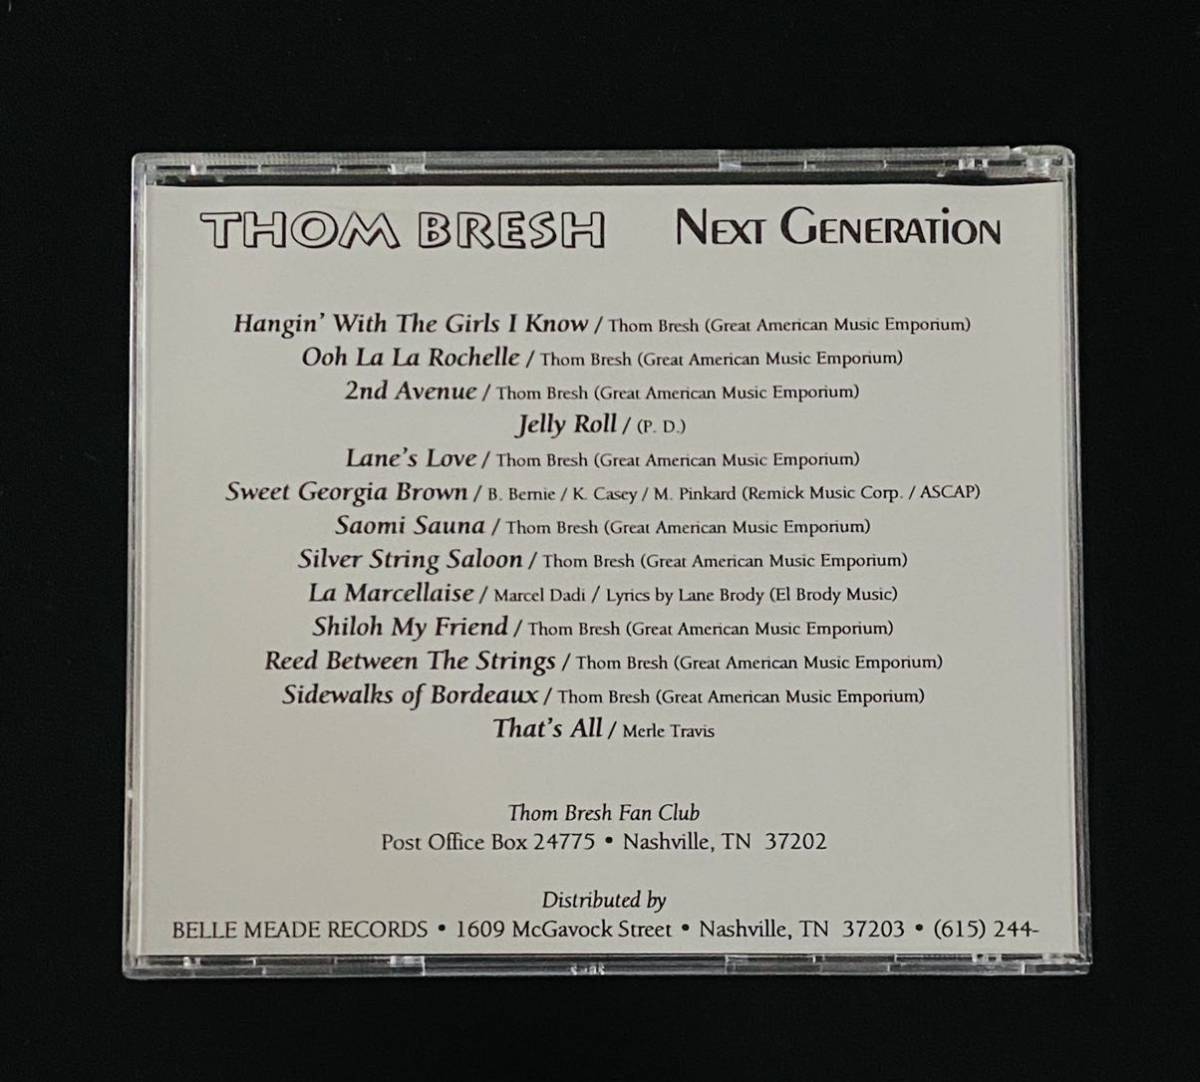 THOM BRESH NEXT GENERATiON
Hangin' With The Girls I Know / Thom Bresh (Great American Music Emporium)
Ooh La La Rochelle / Thom Bresh (Great American Music Emporium)
2nd Avenue / Thom Bresh (Great American Music Emporium)
Jelly Roll / (P. D.)
Lane's Love / Thom Bresh (Great American Music Emporium)
Sweet Georgia Brown / B. Bernie / K. Casey / M. Pinkard (Remick Music Corp. / ASCAP)
Saomi Sauna / Thom Bresh (Great American Music Emporium)
Silver String Saloon / Thom Bresh (Great American Music Emporium)
La Marcellaise / Marcel Dadi / Lyrics by Lane Brody (El Brody Music)
Shiloh My Friend / Thom Bresh (Great American Music Emporium)
Reed Between The Strings / Thom Bresh (Great American Music Emporium)
Sidewalks of Bordeaux / Thom Bresh (Great American Music Emporium)
That's All / Merle Travis
Thom Bresh Fan Club
Post Office Box 24775 • Nashville, TN 37202
Distributed by
BELLE MEADE RECORDS • 1609 McGavock Street • Nashville, TN 37203 • (615) 244-